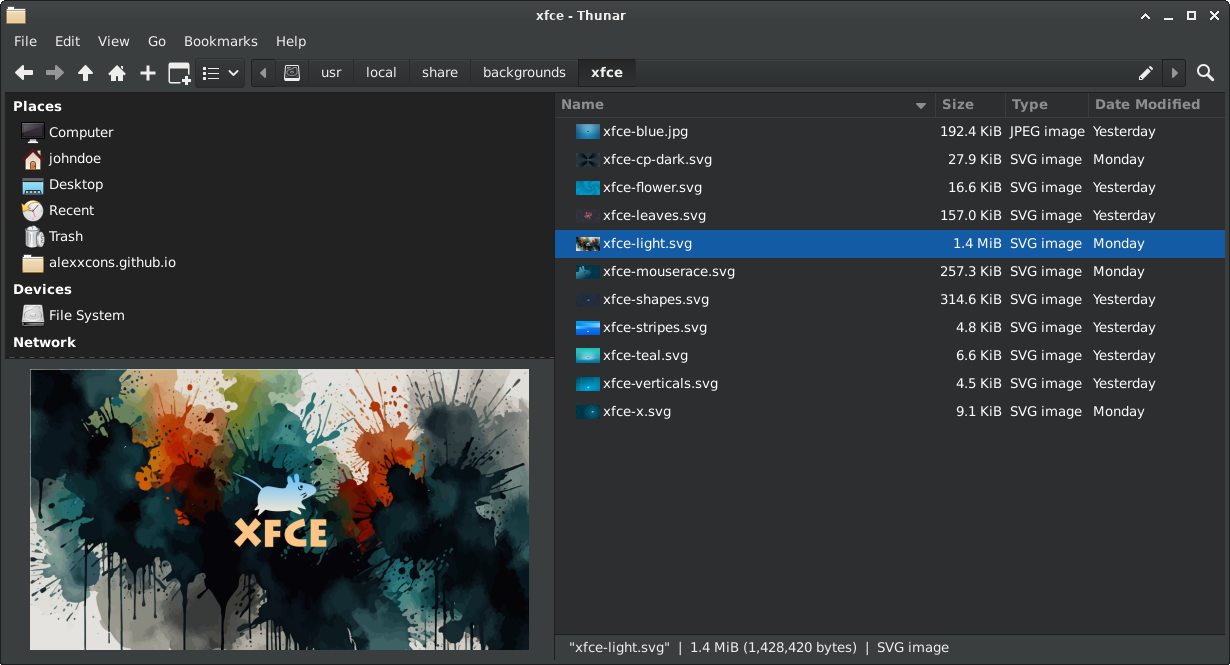 xfce - Thunar
File Edit View Go Bookmarks Help
usr local share backgrounds xfce
Places
Computer
johndoe
Desktop
Recent
Trash
alexxcons.github.io
Devices
File System
Network
XFCE
Name Size Type Date Modified
xfce-blue.jpg 192.4 KiB JPEG image Yesterday
xfce-cp-dark.svg 27.9 KiB SVG image Monday
xfce-flower.svg 16.6 KiB SVG image Yesterday
xfce-leaves.svg 157.0 KiB SVG image Yesterday
xfce-light.svg 1.4 MiB SVG image Monday
xfce-mouserace.svg 257.3 KiB SVG image Monday
xfce-shapes.svg 314.6 KiB SVG image Yesterday
xfce-stripes.svg 4.8 KiB SVG image Yesterday
xfce-teal.svg 6.6 KiB SVG image Yesterday
xfce-verticals.svg 4.5 KiB SVG image Yesterday
xfce-x.svg 9.1 KiB SVG image Monday
"xfce-light.svg" | 1.4 MiB (1,428,420 bytes) | SVG image